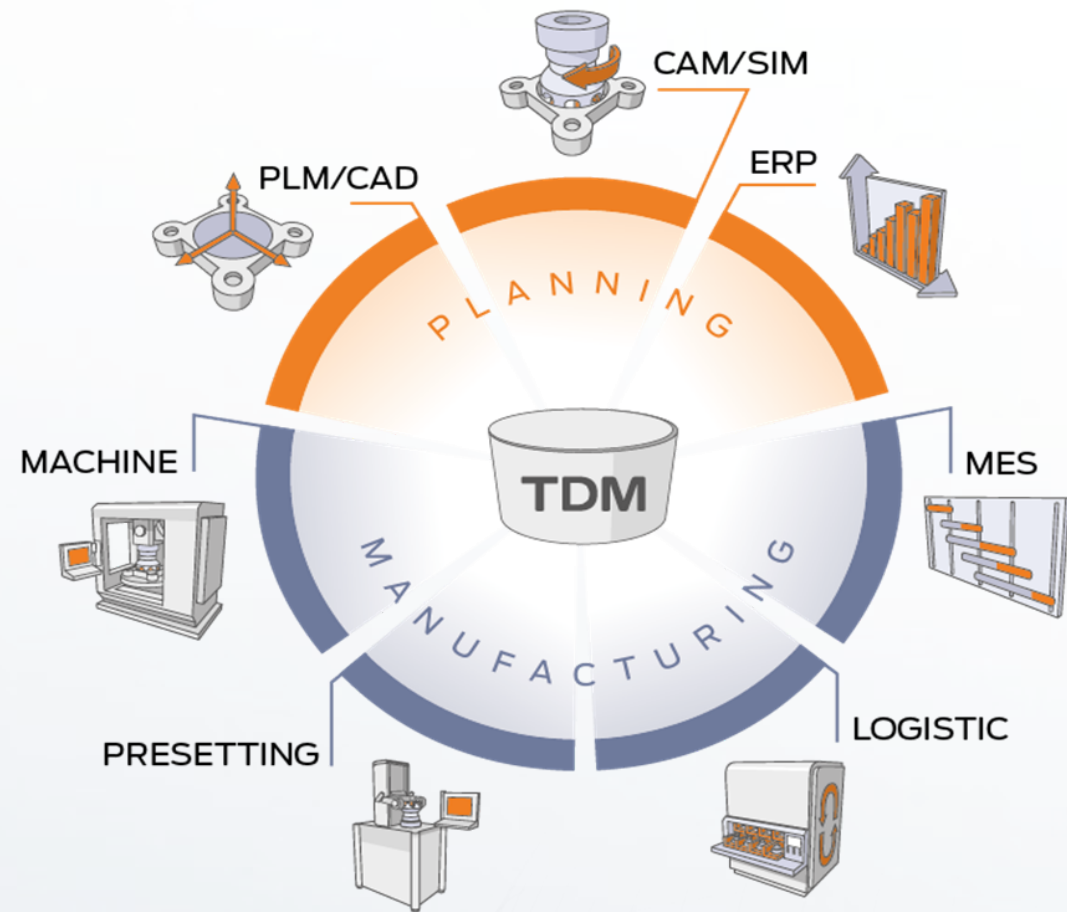 CAM/SIM
PLM/CAD
ERP
PLANNING
MACHINE
TDM
MES
MANUFACTURING
PRESETTING
LOGISTIC